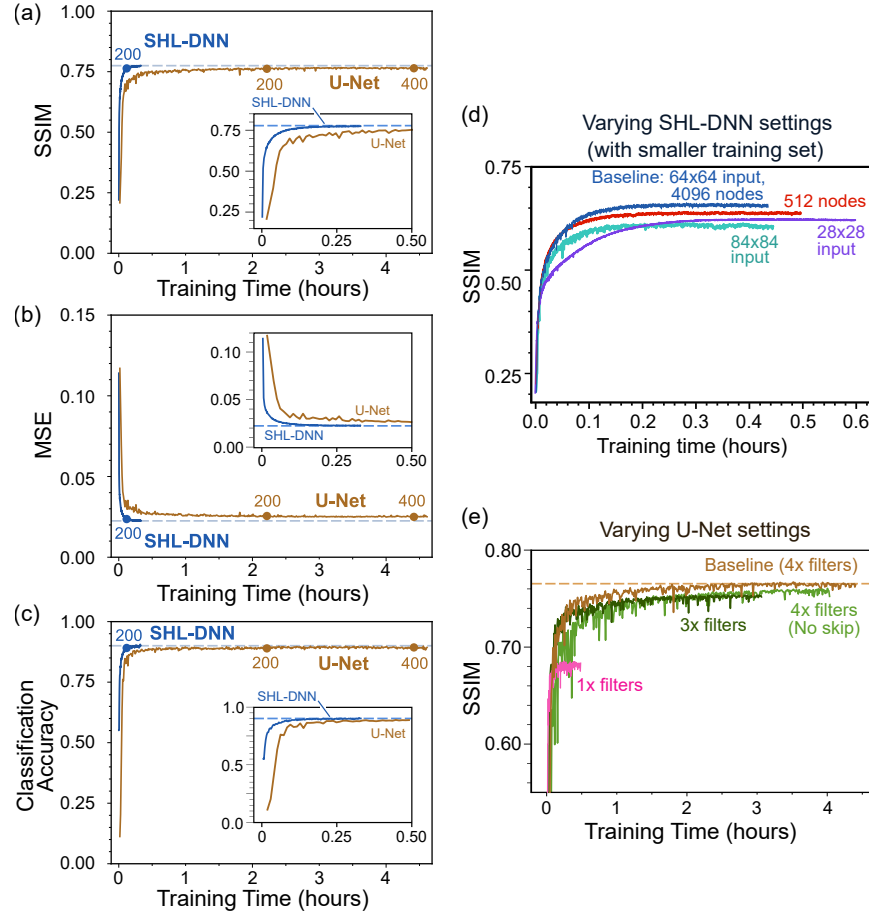 (a)
1.00
0.75
0.50
0.25
0.00
SSIM
SHL-DNN
200
U-Net
200
400
SHL-DNN
U-Net
0.75
0.50
0.25
0
0.25
0.50
0
1
2
3
4
Training Time (hours)
(b)
0.15
0.10
0.05
0.00
MSE
0.10
0.05
0.00
U-Net
SHL-DNN
0
0.25
0.50
200
U-Net
400
200
SHL-DNN
0
1
2
3
4
Training Time (hours)
(c)
1.00
0.75
0.50
0.25
0.00
Classification
Accuracy
200
SHL-DNN
200
U-Net
400
1.0
0.5
0.0
SHL-DNN
U-Net
0
0.25
0.50
0
1
2
3
4
Training Time (hours)
(d)
Varying SHL-DNN settings
(with smaller training set)
Baseline: 64x64 input,
4096 nodes
512 nodes
84x84
input
28x28
input
0.50
0.25
SSIM
0.0
0.1
0.2
0.3
0.4
0.5
0.6
Training time (hours)
(e)
Varying U-Net settings
0.80
0.70
0.60
SSIM
Baseline (4x filters)
3x filters
4x filters
(No skip)
1x filters
0
1
2
3
4
Training Time (hours)